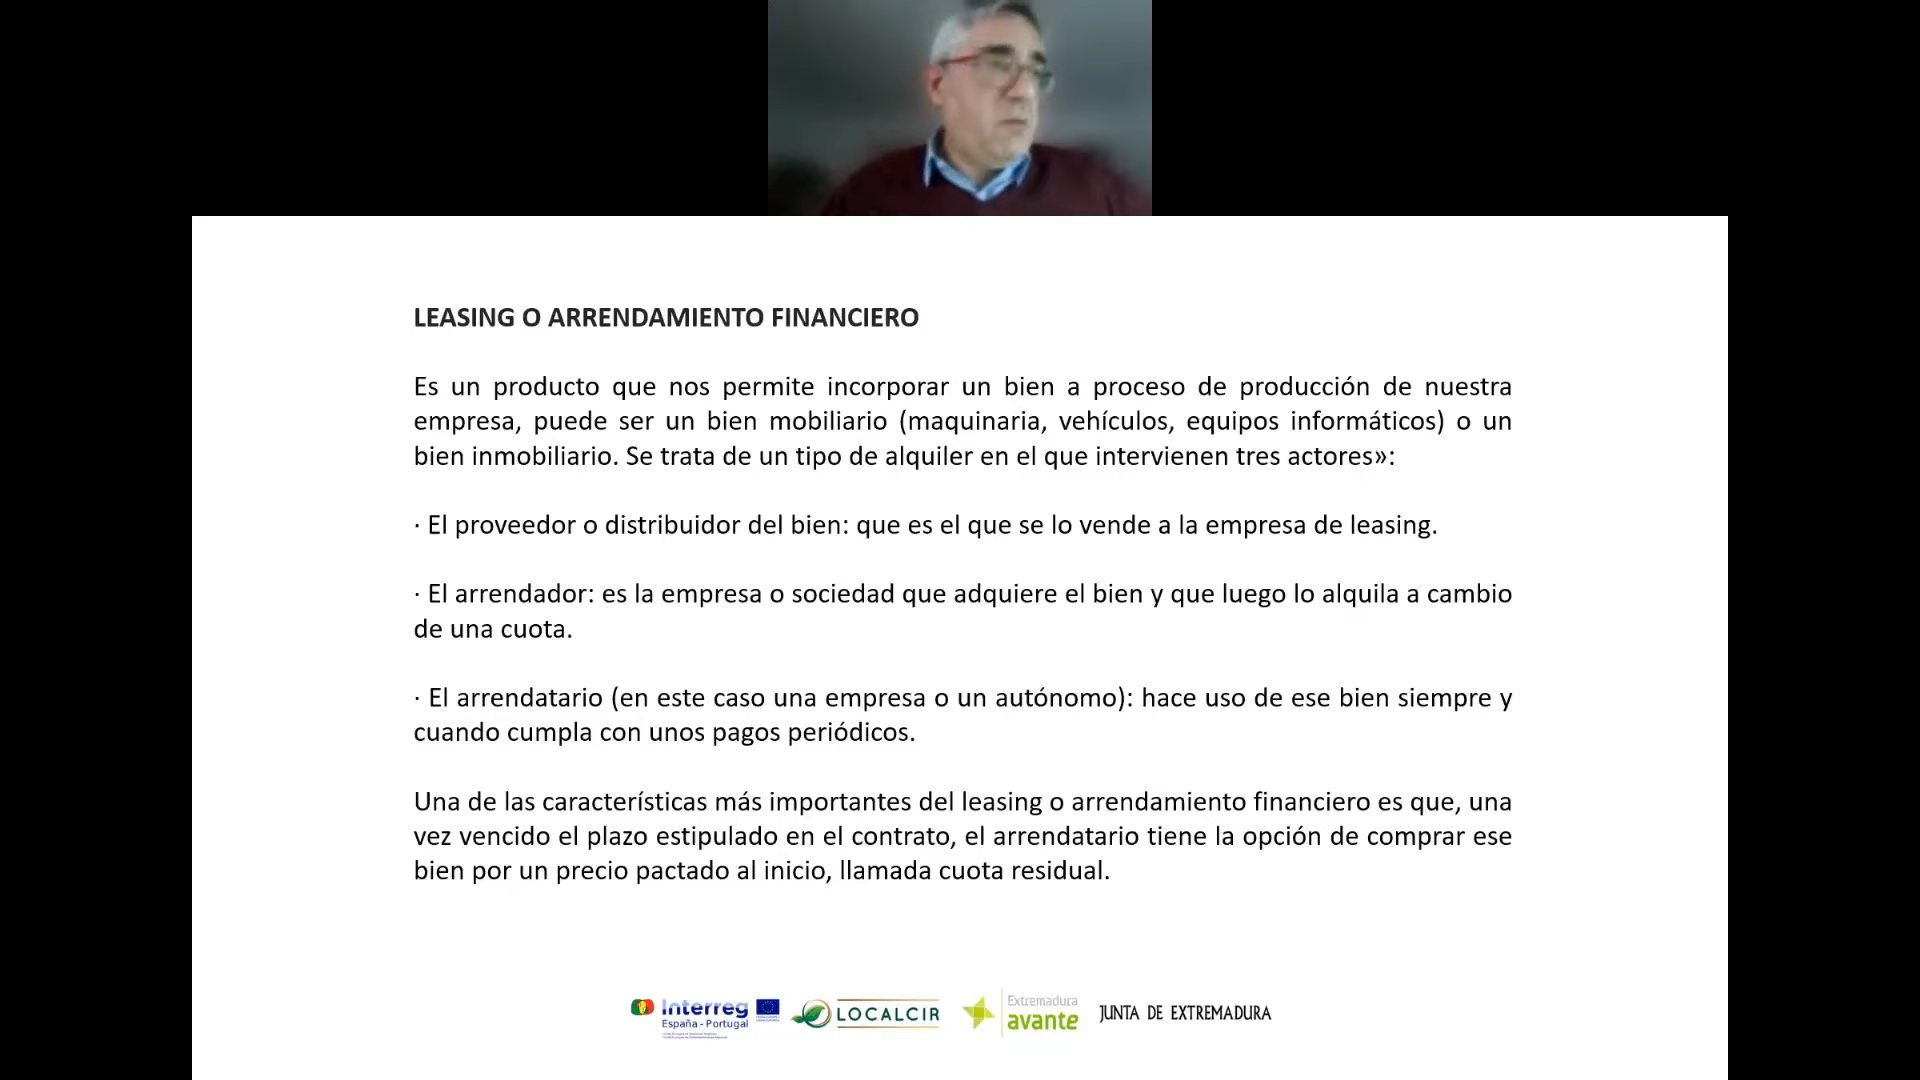 LEASING O ARRENDAMIENTO FINANCIERO
Es un producto que nos permite incorporar un bien a proceso de producción de nuestra
empresa, puede ser un bien mobiliario (maquinaria, vehículos, equipos informáticos) o un
bien inmobiliario. Se trata de un tipo de alquiler en el que intervienen tres actores»:
· El proveedor o distribuidor del bien: que es el que se lo vende a la empresa de leasing.
· El arrendador: es la empresa o sociedad que adquiere el bien y que luego lo alquila a cambio
de una cuota.
· El arrendatario (en este caso una empresa o un autónomo): hace uso de ese bien siempre y
cuando cumpla con unos pagos periódicos.
Una de las características más importantes del leasing o arrendamiento financiero es que, una
vez vencido el plazo estipulado en el contrato, el arrendatario tiene la opción de comprar ese
bien por un precio pactado al inicio, llamada cuota residual.
Interreg
España - Portugal
LOCALCIR
Extremadura
avante
JUNTA DE EXTREMADURA